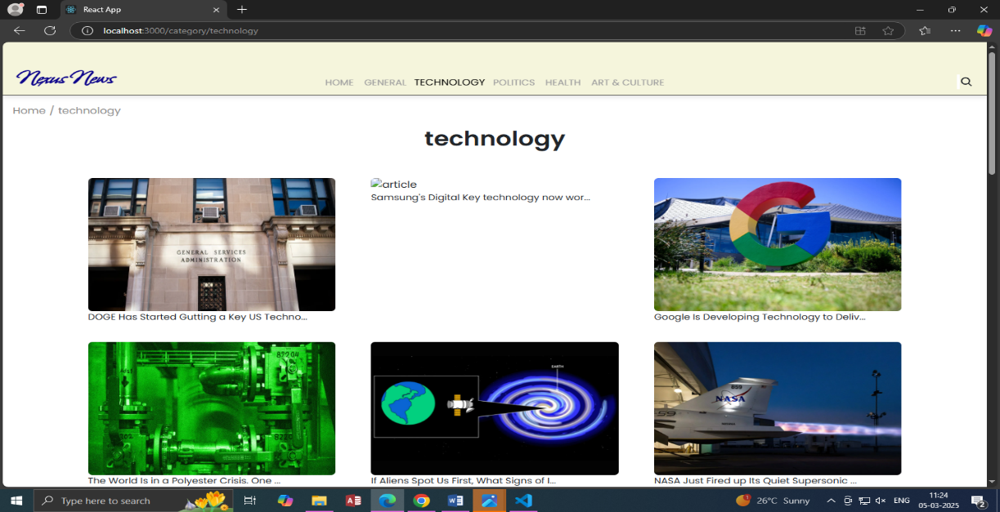 React App
localhost:3000/category/technology
Nexus News
HOME GENERAL TECHNOLOGY POLITICS HEALTH ART & CULTURE
Home / technology
technology
GENERAL SERVICES
ADMINISTRATION
article
Samsung's Digital Key technology now wor...
DOGE Has Started Gutting a Key US Techno...
Google Is Developing Technology to Deliv...
82204
EARTH
859
NASA
The World Is in a Polyester Crisis. One ...
If Aliens Spot Us First, What Signs of I...
NASA Just Fired up Its Quiet Supersonic ...
Type here to search
26°C Sunny
ENG
11:24
05-03-2025
2